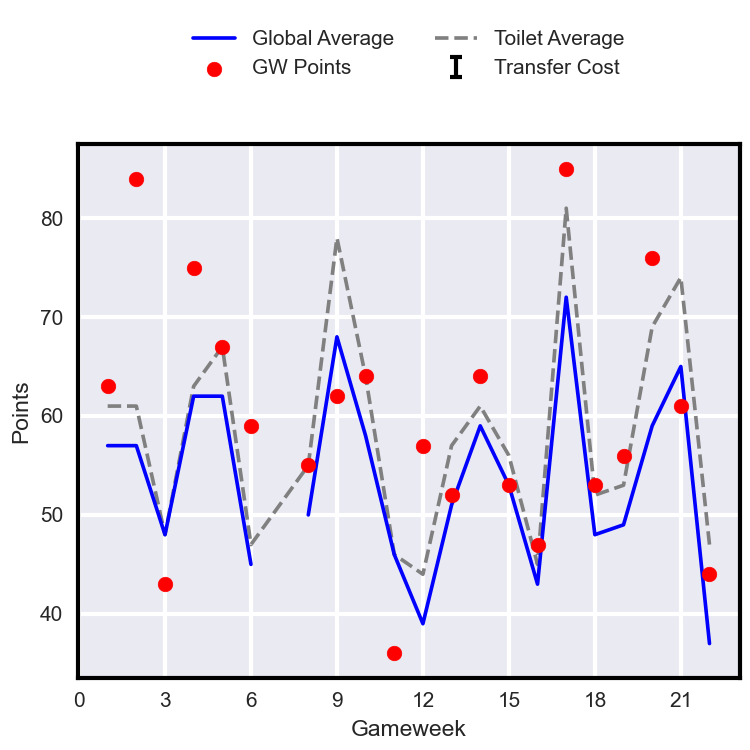 Global Average
Toilet Average
GW Points
Transfer Cost
80
70
60
50
40
Points
0 3 6 9 12 15 18 21
Gameweek